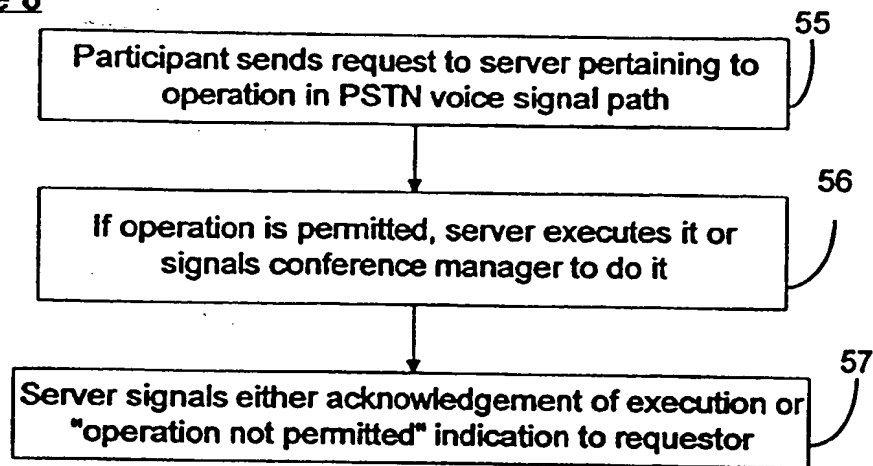 55
Participant sends request to server pertaining to
operation in PSTN voice signal path
56
If operation is permitted, server executes it or
signals conference manager to do it
57
Server signals either acknowledgement of execution or
"operation not permitted" indication to requestor